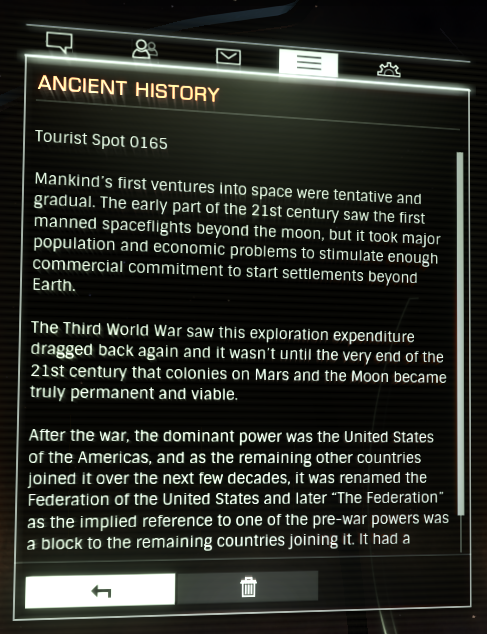 ANCIENT HISTORY
Tourist Spot 0165
Mankind's first ventures into space were tentative and
gradual. The early part of the 21st century saw the first
manned spaceflights beyond the moon, but it took major
population and economic problems to stimulate enough
commercial commitment to start settlements beyond
Earth.
The Third World War saw this exploration expenditure
dragged back again and it wasn't until the very end of the
21st century that colonies on Mars and the Moon became
truly permanent and viable.
After the war, the dominant power was the United States
of the Americas, and as the remaining other countries
joined it over the next few decades, it was renamed the
Federation of the United States and later "The Federation"
as the implied reference to one of the pre-war powers was
a block to the remaining countries joining it. It had a